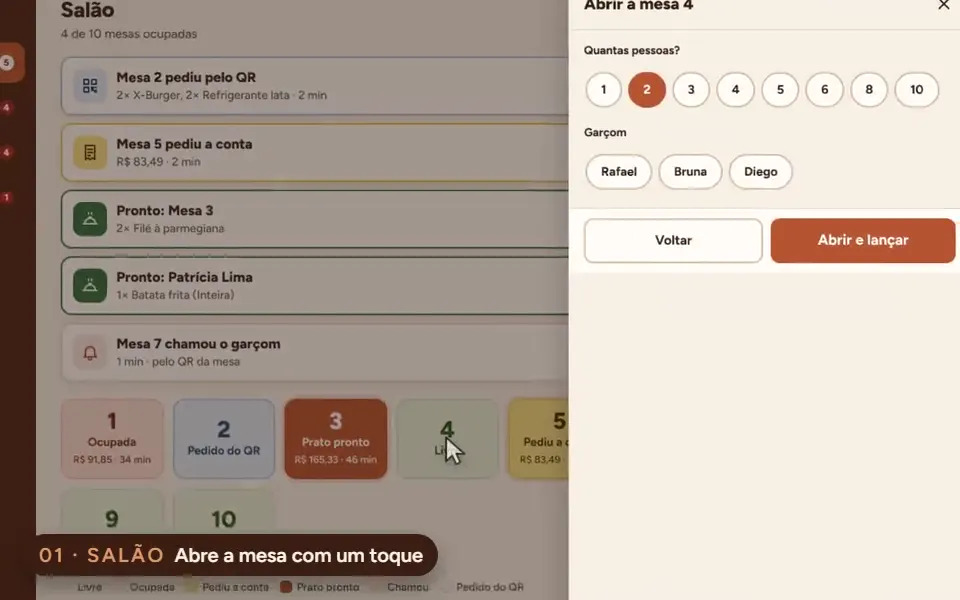 Salão
4 de 10 mesas ocupadas
Mesa 2 pediu pelo QR
2× X-Burger, 2× Refrigerante lata · 2 min
Mesa 5 pediu a conta
R$ 83,49 · 2 min
Pronto: Mesa 3
2× Filé à parmegiana
Pronto: Patrícia Lima
1× Batata frita (Inteira)
Mesa 7 chamou o garçom
1 min · pelo QR da mesa
5
4
4
1
1
Ocupada
R$ 91,85 · 34 min
2
Pedido do QR
3
Prato pronto
R$ 165,33 · 46 min
4
5
Pediu a
R$ 83,49 ·
9
10
01 · SALÃO Abre a mesa com um toque
Livre Ocupada Pediu a conta Prato pronto Chamou Pedido do QR
Abrir a mesa 4
Quantas pessoas?
1 2 3 4 5 6 8 10
Garçom
Rafael Bruna Diego
Voltar Abrir e lançar